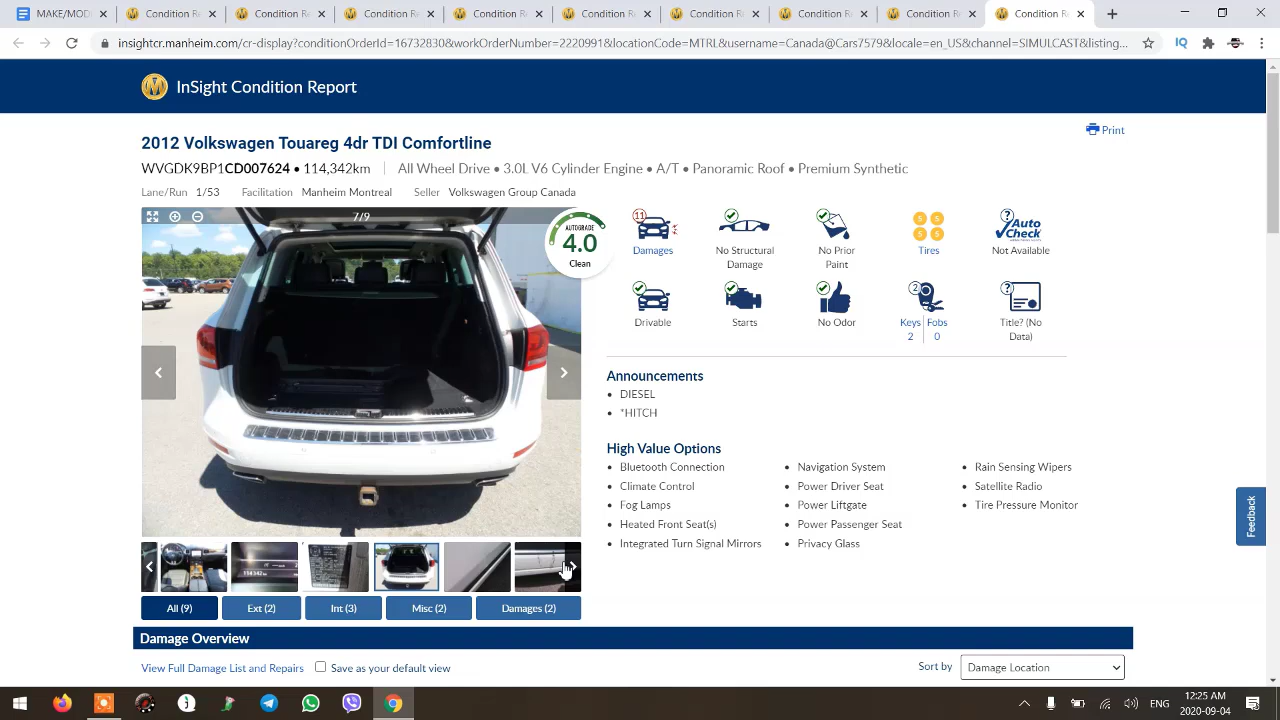 MAKE/MOD
Condition R
Condition R
Condition R
Condition R
Condition R
Condition R
Condition R
Condition R
Condition R
insightcr.manheim.com/cr-display?conditionOrderId=16732830&workorderNumber=2220991&locationCode=MTRL&username=Canada@Cars7579&locale=en_US&channel=SIMULCAST&listing...
IQ
InSight Condition Report
Print
2012 Volkswagen Touareg 4dr TDI Comfortline
WVGDK9BP1CD007624 • 114,342km
All Wheel Drive • 3.0L V6 Cylinder Engine • A/T • Panoramic Roof • Premium Synthetic
Lane/Run 1/53 Facilitation Manheim Montreal Seller Volkswagen Group Canada
7/9
AUTOGRADE
4.0
Clean
11
Damages
No Structural
Damage
No Prior
Paint
Tires
Auto
Check
Not Available
Drivable
Starts
No Odor
2
Keys Fobs
2 0
?
Title? (No
Data)
Announcements
• DIESEL
• *HITCH
High Value Options
• Bluetooth Connection
• Climate Control
• Fog Lamps
• Heated Front Seat(s)
• Integrated Turn Signal Mirrors
• Navigation System
• Power Driver Seat
• Power Liftgate
• Power Passenger Seat
• Privacy Glass
• Rain Sensing Wipers
• Satellite Radio
• Tire Pressure Monitor
Feedback
114342
All (9)
Ext (2)
Int (3)
Misc (2)
Damages (2)
Damage Overview
View Full Damage List and Repairs
Save as your default view
Sort by
Damage Location
ENG
12:25 AM
2020-09-04